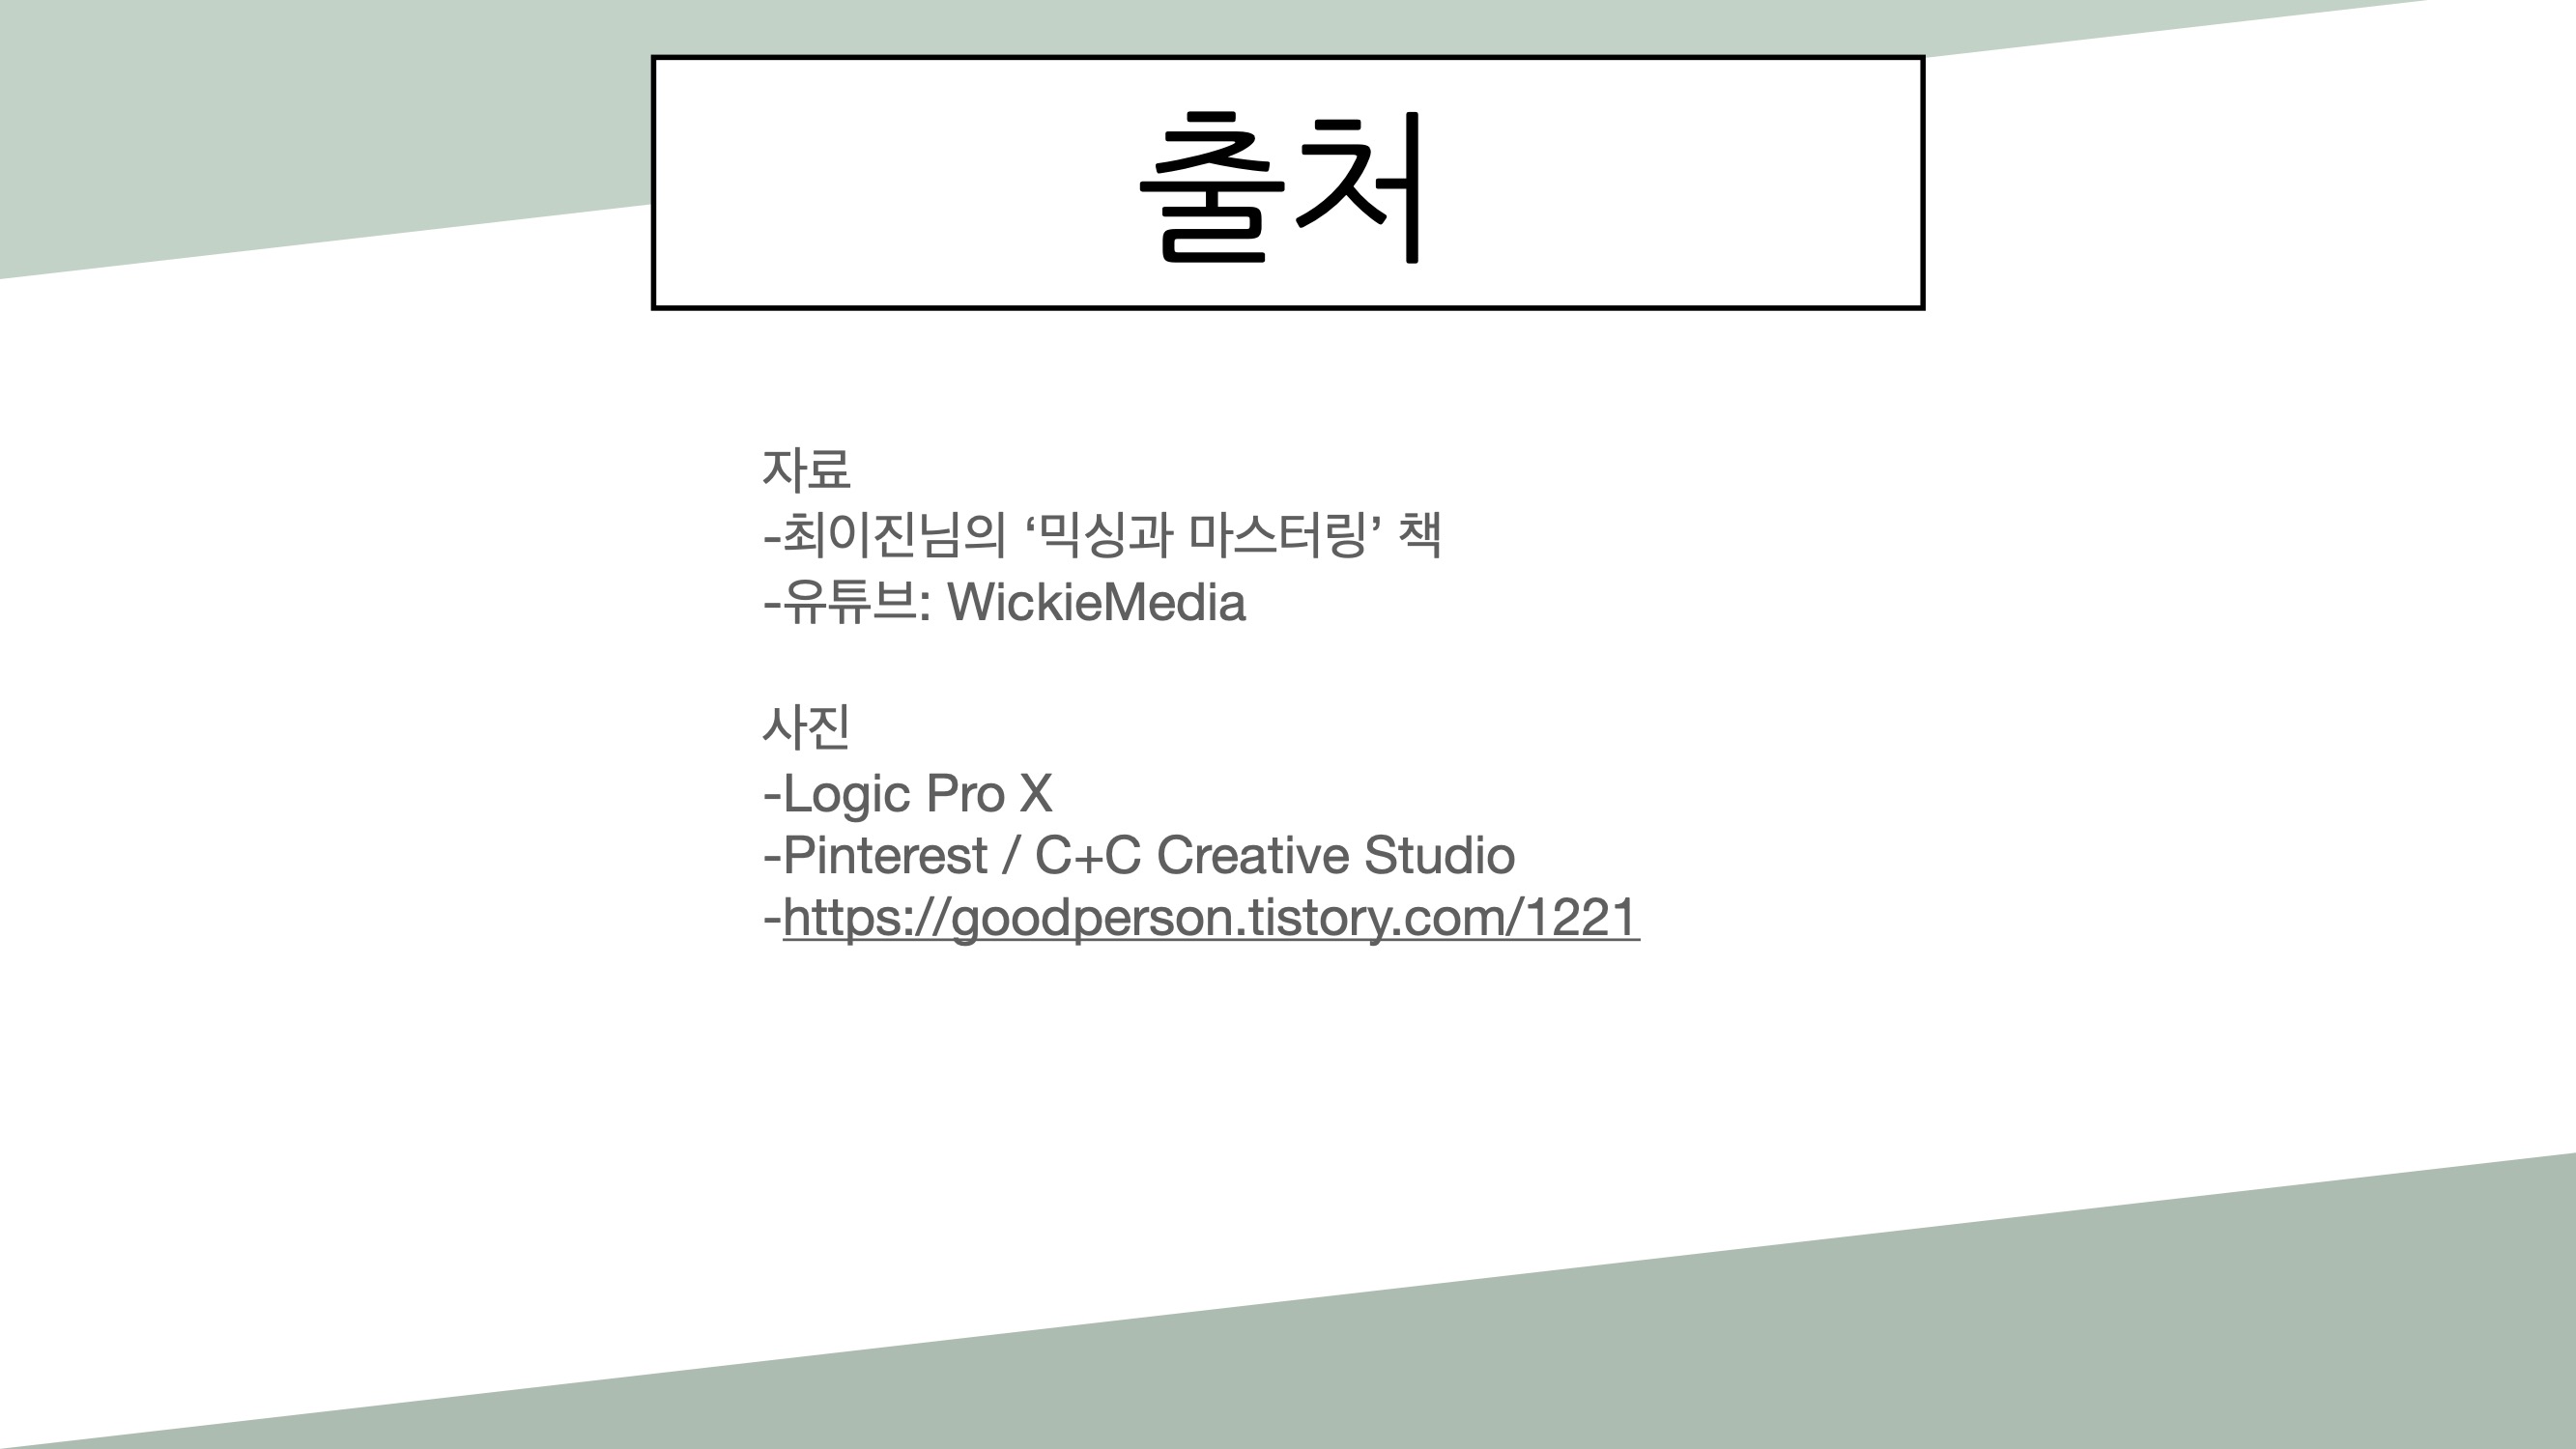 출처
자료
-최이진님의 ‘믹싱과 마스터링’ 책
-유튜브: WickieMedia
사진
-Logic Pro X
-Pinterest / C+C Creative Studio
-https://goodperson.tistory.com/1221